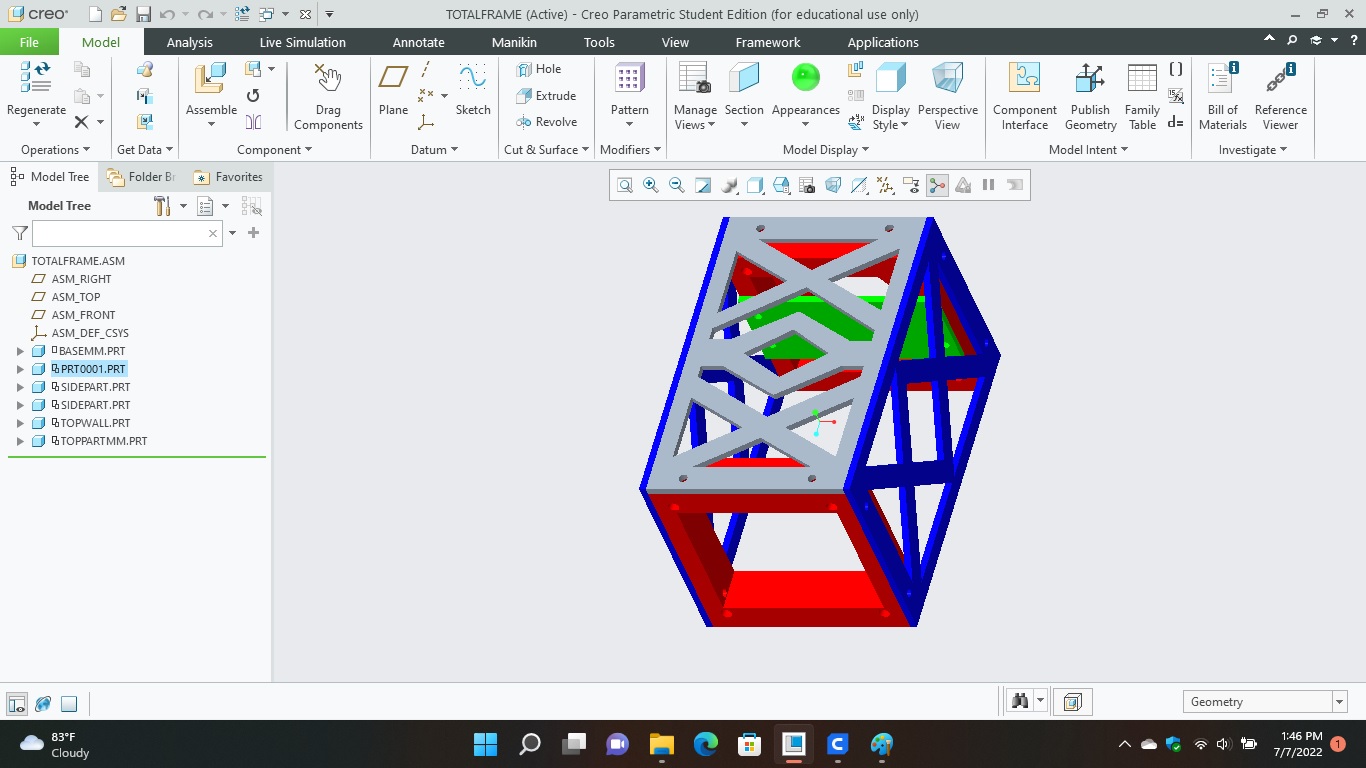 creo
TOTALFRAME (Active) - Creo Parametric Student Edition (for educational use only)
File Model Analysis Live Simulation Annotate Manikin Tools View Framework Applications
Regenerate
Operations
Get Data
Assemble
Drag
Components
Component
Plane
Sketch
Datum
Hole
Extrude
Revolve
Cut & Surface
Pattern
Modifiers
Manage
Views
Section
Appearances
Display
Style
Perspective
View
Model Display
Component
Interface
Publish
Geometry
Family
Table
d=
Model Intent
Bill of
Materials
Reference
Viewer
Investigate
Model Tree Folder Br Favorites
Model Tree
TOTALFRAME.ASM
ASM_RIGHT
ASM_TOP
ASM_FRONT
ASM_DEF_CSYS
BASEMM.PRT
PRT0001.PRT
SIDEPART.PRT
SIDEPART.PRT
TOPWALL.PRT
TOPPARTMM.PRT
Geometry
83°F
Cloudy
1:46 PM
7/7/2022
1